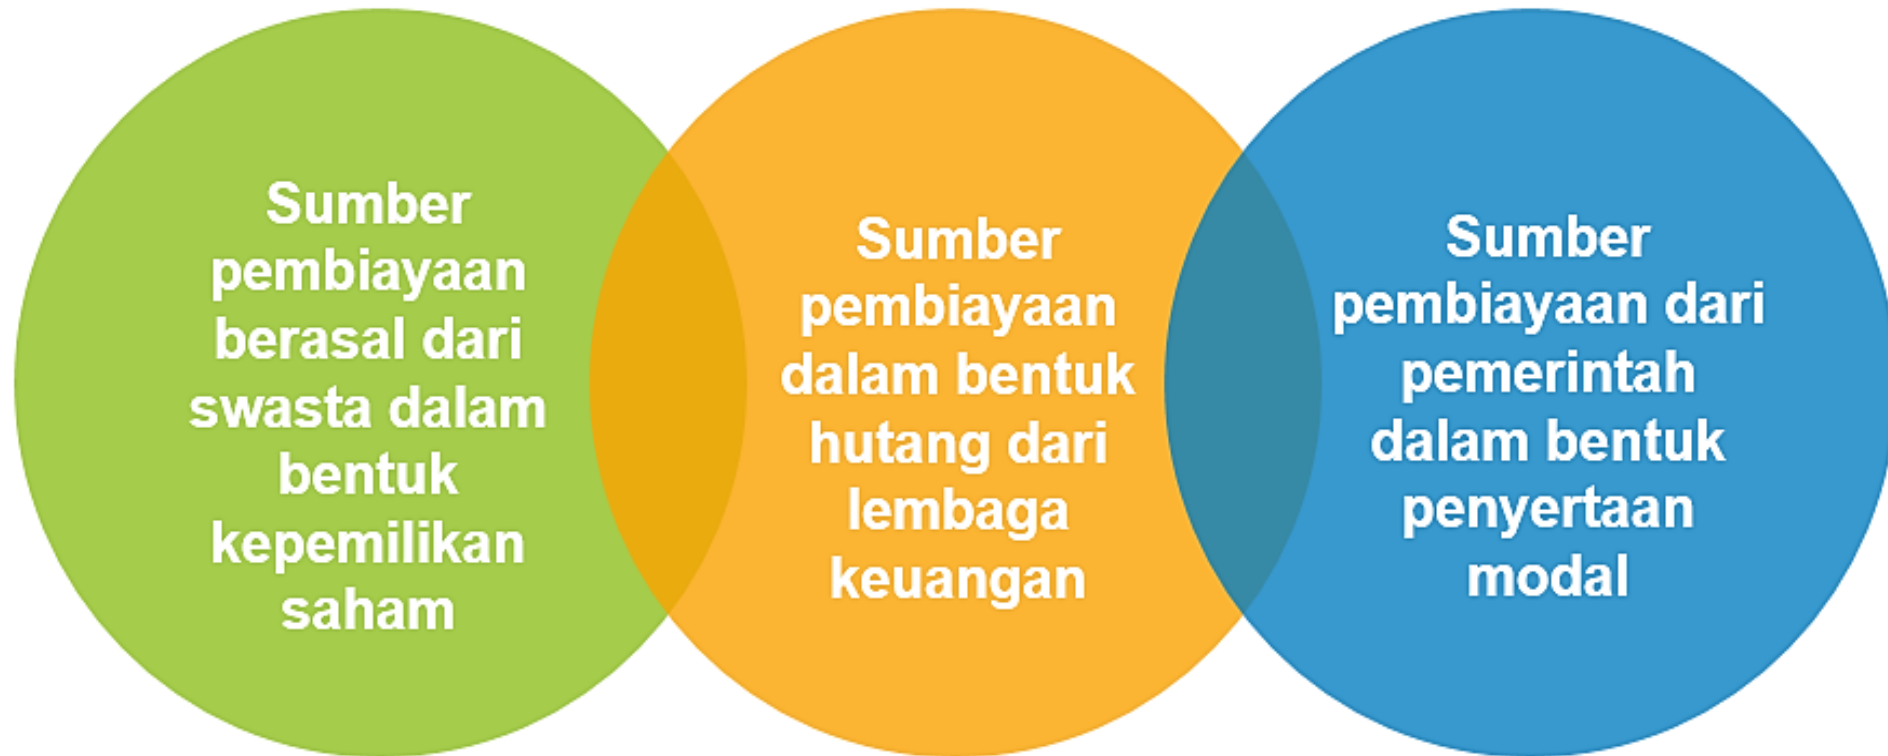 Sumber
pembiayaan
berasal dari
swasta dalam
bentuk
kepemilikan
saham
Sumber
pembiayaan
dalam bentuk
hutang dari
lembaga
keuangan
Sumber
pembiayaan dari
pemerintah
dalam bentuk
penyertaan
modal